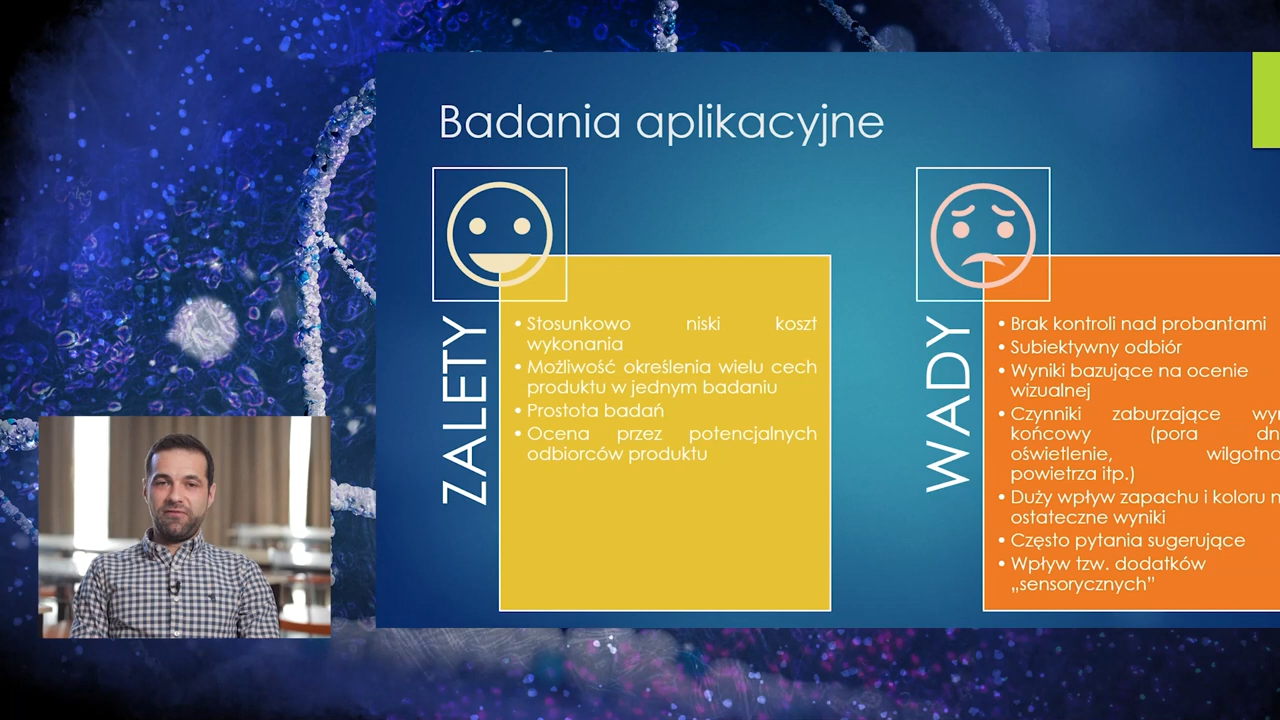 Badania aplikacyjne
ZALETY
• Stosunkowo niski koszt
wykonania
• Możliwość określenia wielu cech
produktu w jednym badaniu
• Prostota badań
• Ocena przez potencjalnych
odbiorców produktu
WADY
• Brak kontroli nad probantami
• Subiektywny odbiór
• Wyniki bazujące na ocenie
wizualnej
• Czynniki zaburzające
końcowy (pora
oświetlenie,
powietrza itp.)
• Duży wpływ zapachu i koloru
ostateczne wyniki
• Często pytania sugerujące
• Wpływ tzw. dodatków
„sensorycznych”